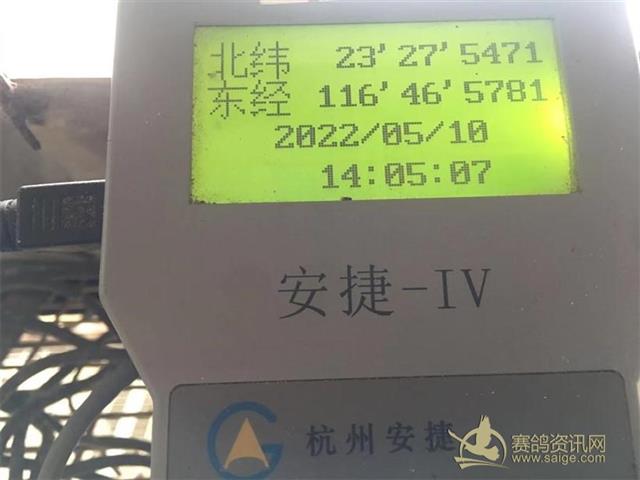 北纬 23' 27' 5471
东经 116' 46' 5781
2022/05/10
14:05:07
安捷-IV
杭州安捷
赛鸽资讯网
www.saige.com